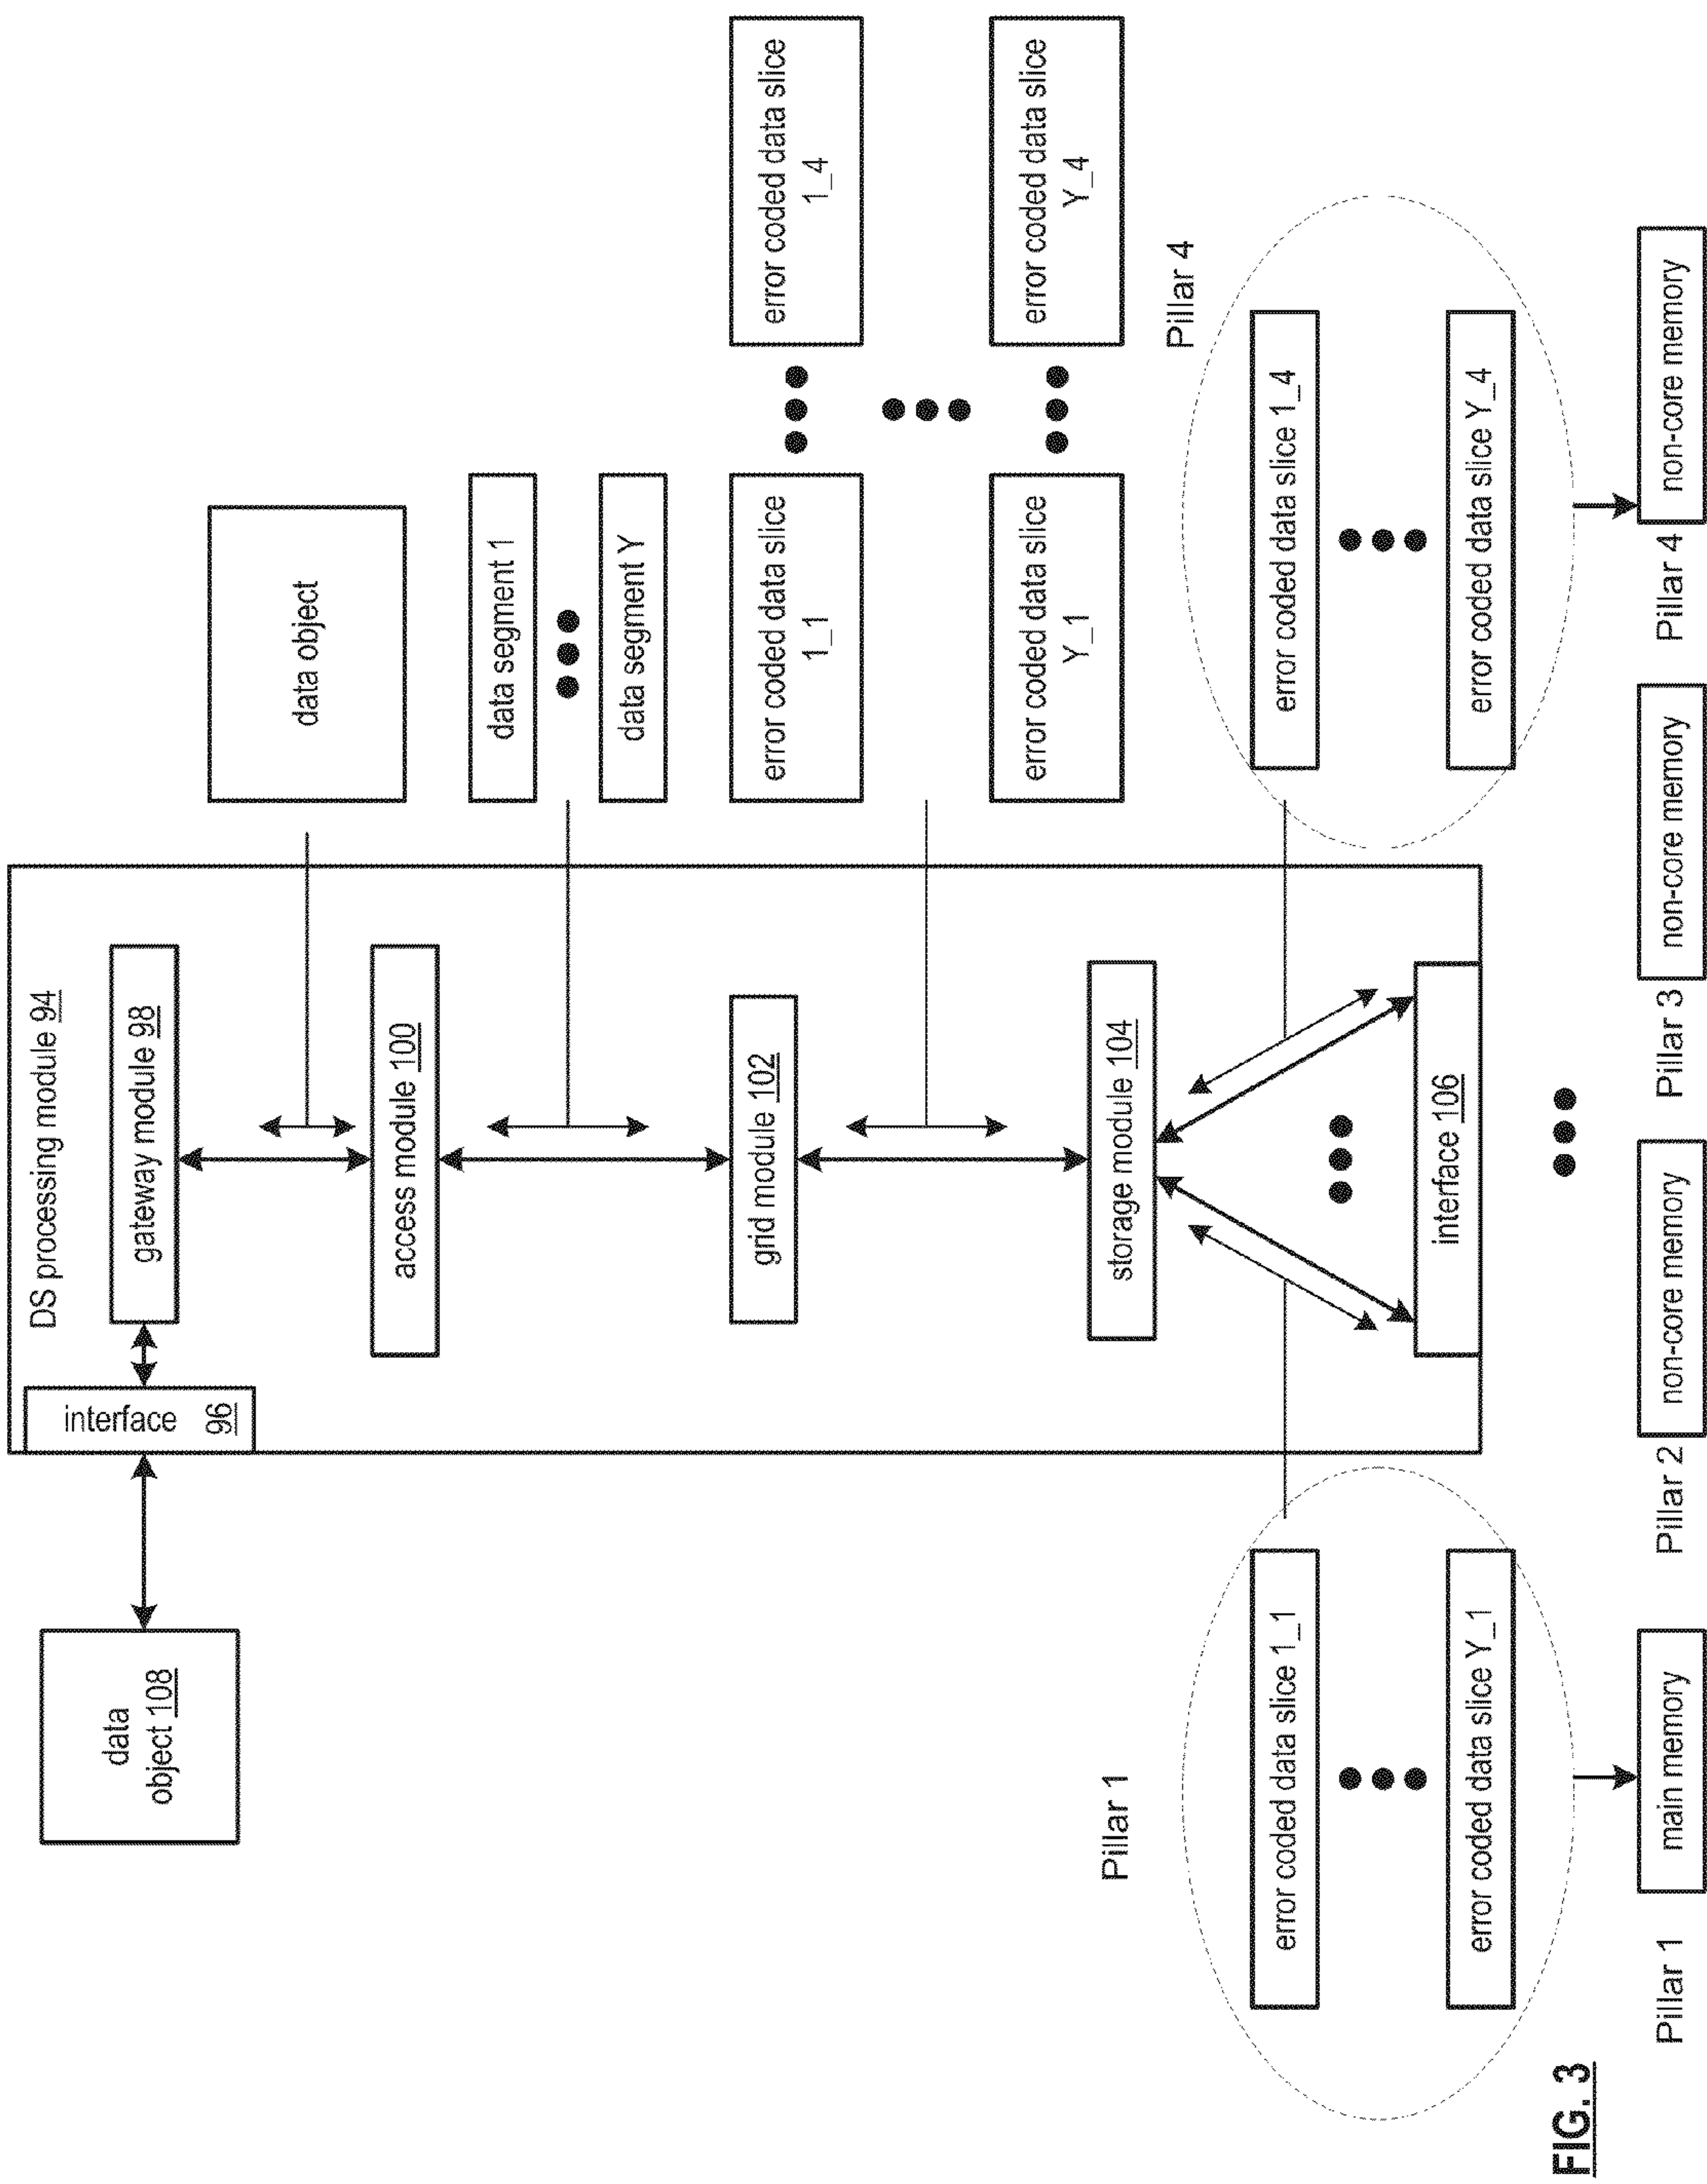 DS processing module 94
data
object 108
interface 96
gateway module 98
data object
access module 100
data segment 1
data segment Y
grid module 102
error coded data slice
1_1
error coded data slice
1_4
error coded data slice
Y_1
error coded data slice
Y_4
storage module 104
Pillar 1
Pillar 4
error coded data slice 1_1
error coded data slice Y_1
interface 106
error coded data slice 1_4
error coded data slice Y_4
Pillar 1
main memory
Pillar 2
non-core memory
Pillar 3
non-core memory
Pillar 4
non-core memory
FIG. 3